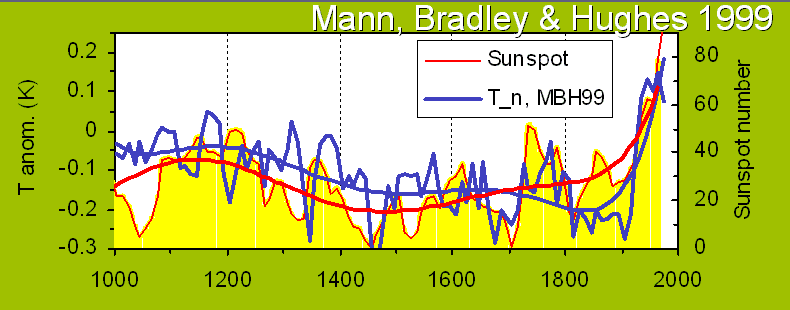 Mann, Bradley & Hughes 1999
Sunspot
T_n, MBH99
T anom. (K)
0.2
0.1
0
-0.1
-0.2
-0.3
80
60
40
20
0
Sunspot number
1000 1200 1400 1600 1800 2000